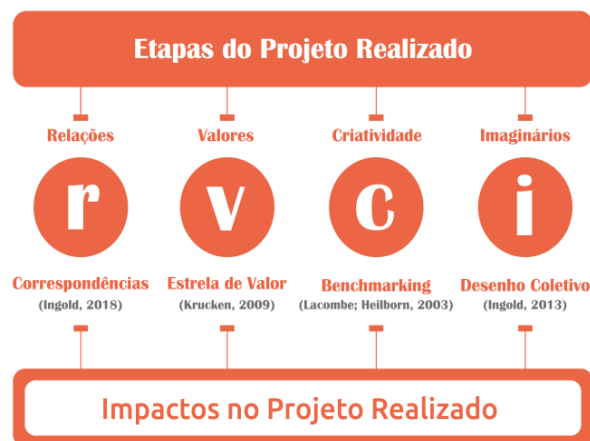 Etapas do Projeto Realizado
Relações Valores Criatividade Imaginários
r v c i
Correspondências Estrela de Valor Benchmarking Desenho Coletivo
(Ingold, 2018) (Krucken, 2009) (Lacombe; Heilborn, 2003) (Ingold, 2013)
Impactos no Projeto Realizado